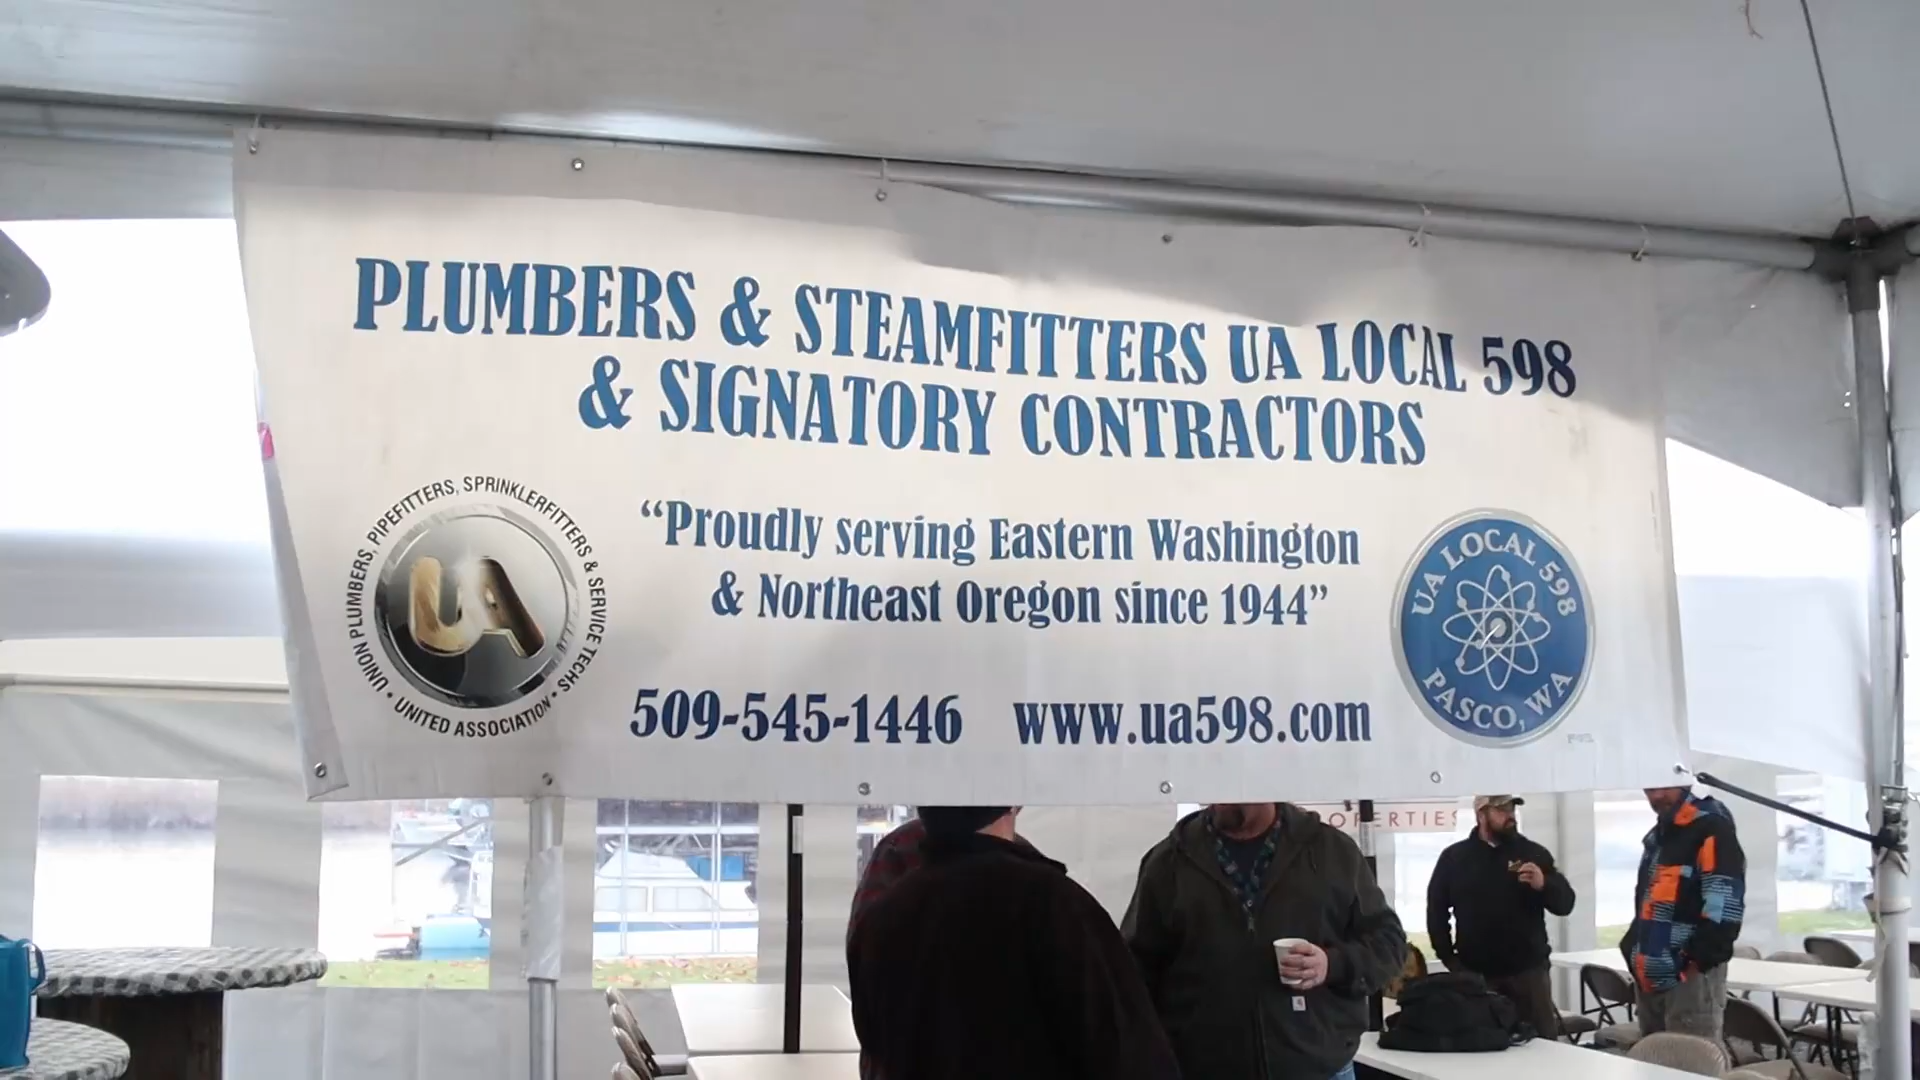 PLUMBERS & STEAMFITTERS UA LOCAL 598
& SIGNATORY CONTRACTORS
UNION PLUMBERS, PIPEFITTERS, SPRINKLERFITTERS & SERVICE TECHS •
UNITED ASSOCIATION •
UA
“Proudly serving Eastern Washington
& Northeast Oregon since 1944”
UA LOCAL 598
PASCO, WA
509-545-1446 www.ua598.com